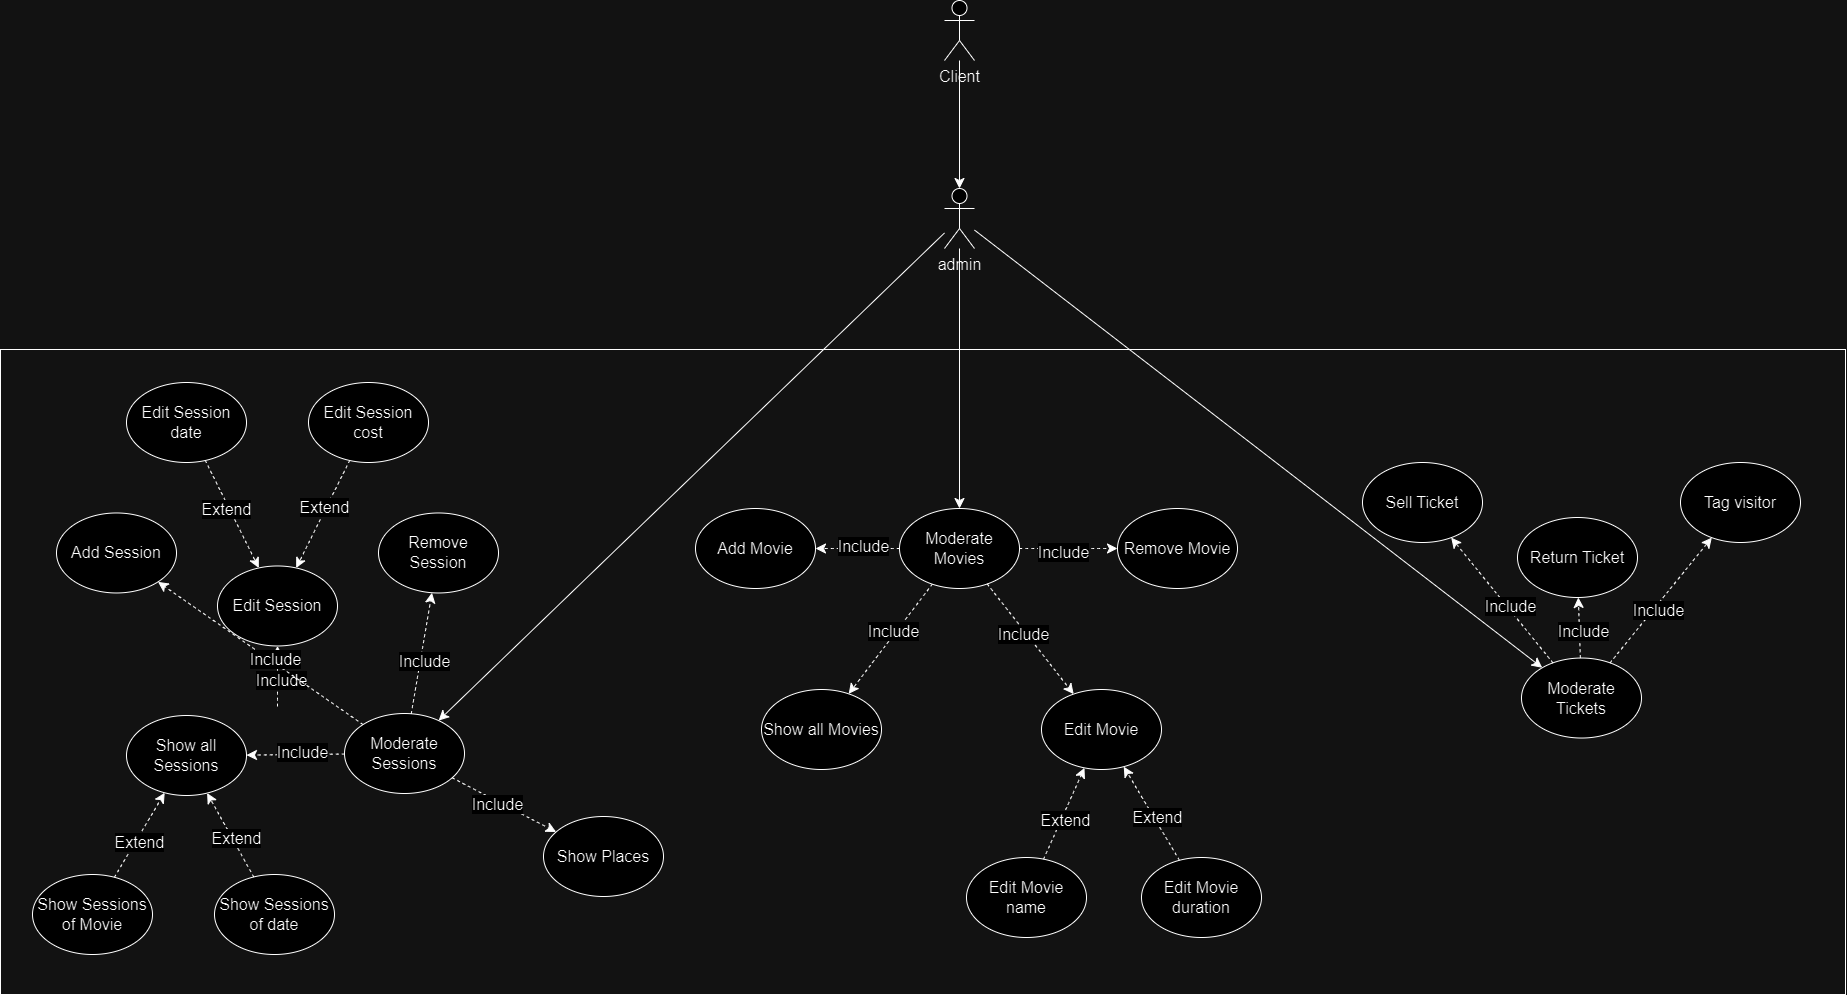 Client
admin
Edit Session
date
Edit Session
cost
Extend
Extend
Add Session
Remove
Session
Edit Session
Include
Include
Include
Show all
Sessions
Include
Moderate
Sessions
Include
Show Places
Extend
Extend
Show Sessions
of Movie
Show Sessions
of date
Add Movie
Include
Moderate
Movies
Include
Remove Movie
Include
Include
Show all Movies
Edit Movie
Extend
Extend
Edit Movie
name
Edit Movie
duration
Sell Ticket
Return Ticket
Tag visitor
Include
Include
Include
Moderate
Tickets